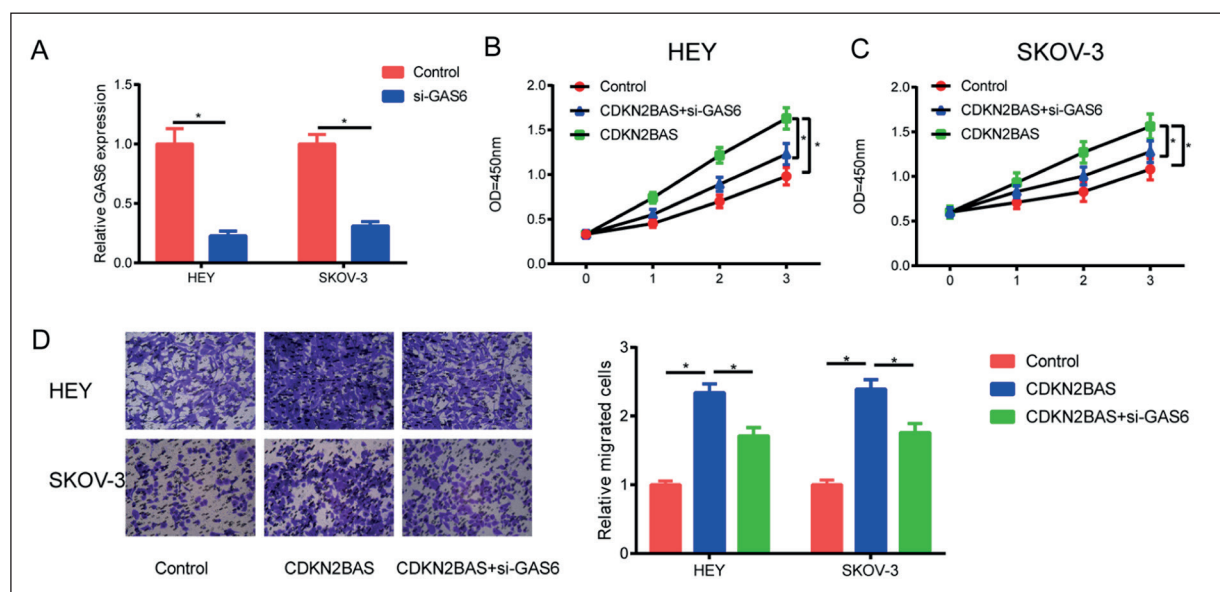 A
Control
si-GAS6
Relative GAS6 expression
1.5
1.0
0.5
0.0
*
*
HEY
SKOV-3
B
HEY
Control
CDKN2BAS+si-GAS6
CDKN2BAS
OD=450nm
2.0
1.5
1.0
0.5
0.0
0
1
2
3
*
*
C
SKOV-3
Control
CDKN2BAS+si-GAS6
CDKN2BAS
OD=450nm
2.0
1.5
1.0
0.5
0.0
0
1
2
3
*
*
D
HEY
SKOV-3
Control
CDKN2BAS
CDKN2BAS+si-GAS6
Relative migrated cells
3
2
1
0
*
*
*
*
HEY
SKOV-3
Control
CDKN2BAS
CDKN2BAS+si-GAS6